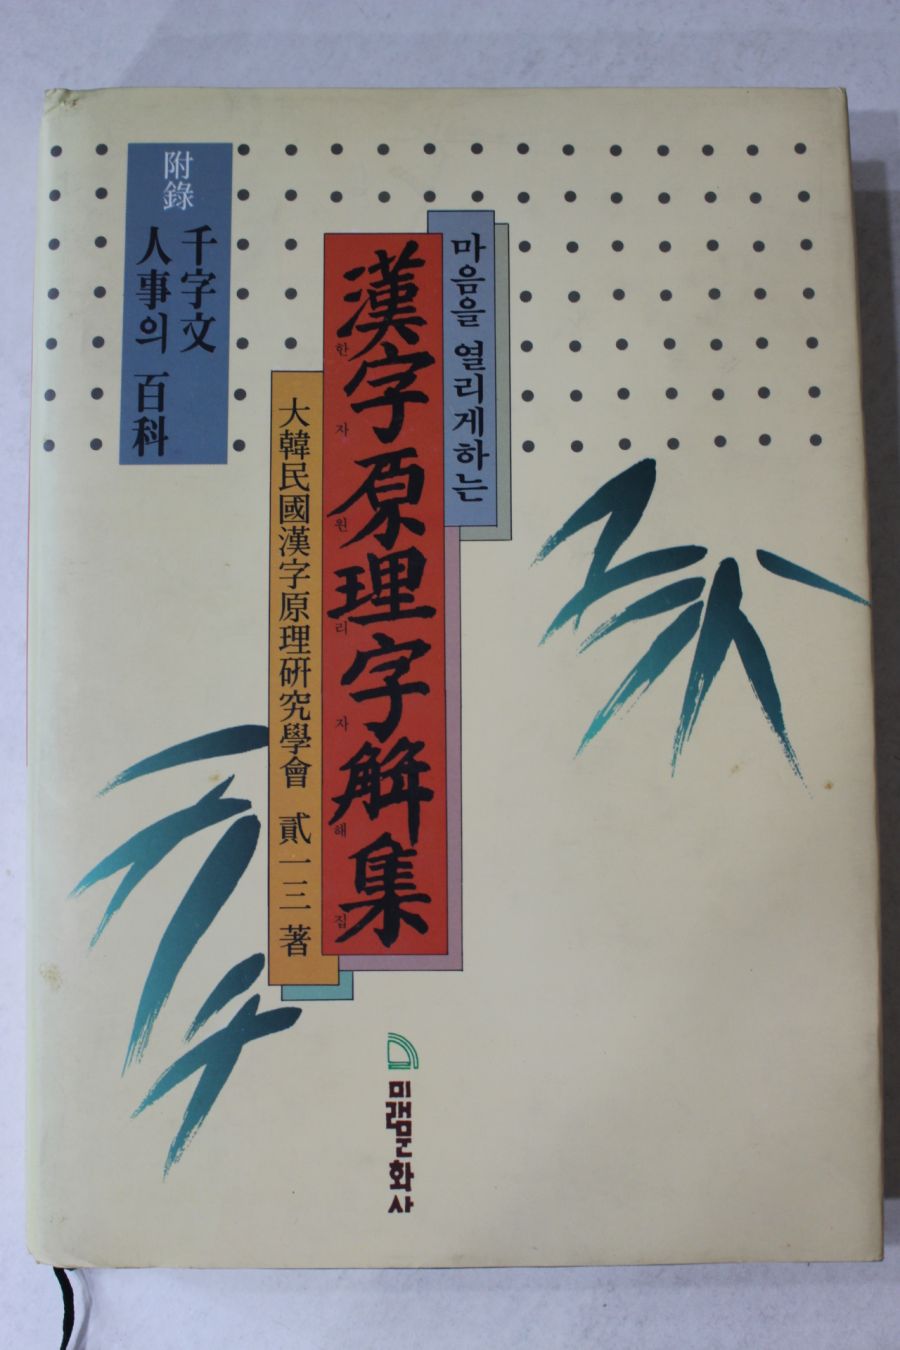 마음을 열리게하는
漢字原理字解集
한자원리자해집
大韓民國漢字原理研究學會 貳一三 著
附錄
千字文
人事의 百科
미래문화사